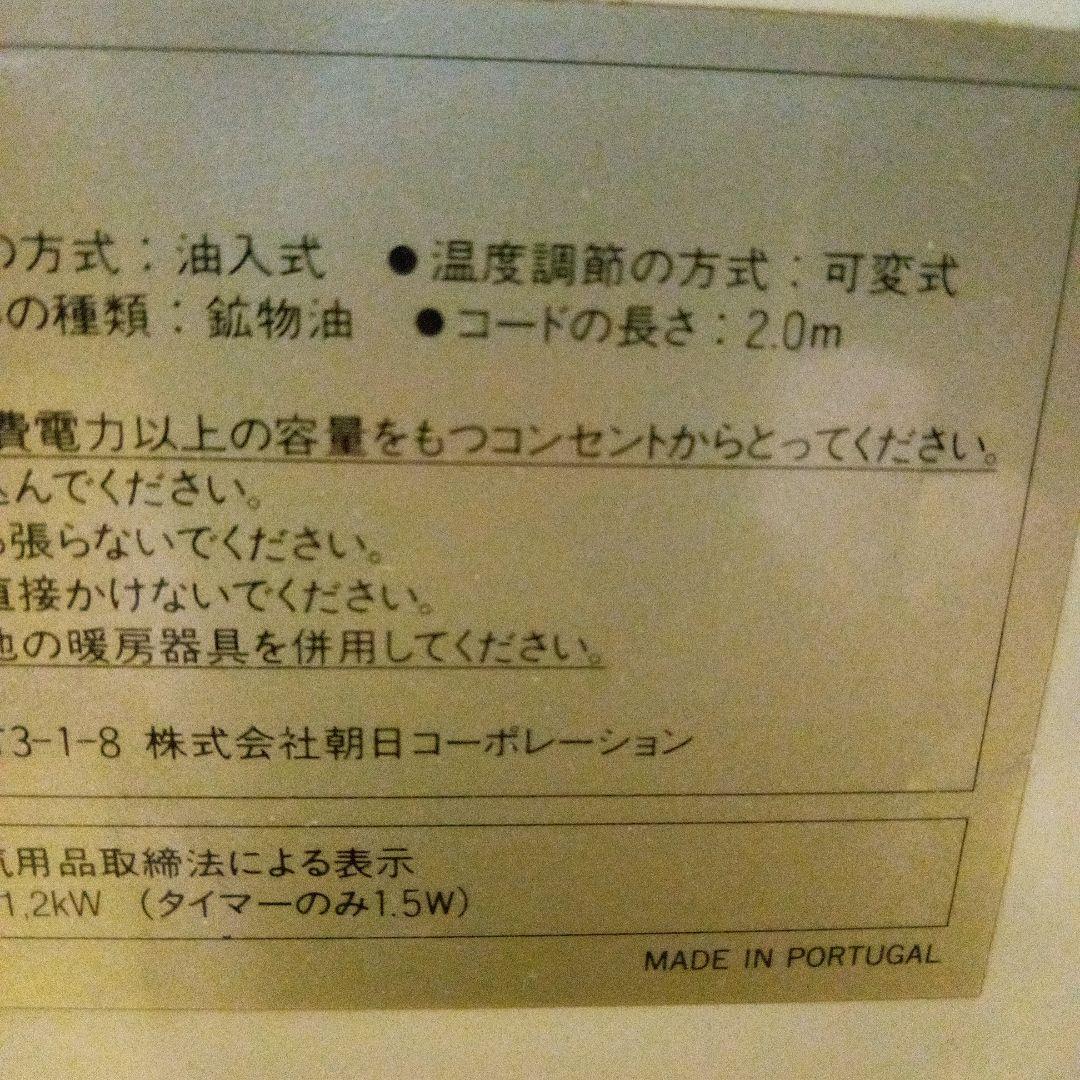 の方式：油入式 ●温度調節の方式：可変式
の種類：鉱物油 ●コードの長さ：2.0m
費電力以上の容量をもつコンセントからとってください。
込んでください。
張らないでください。
直接かけないでください。
他の暖房器具を併用してください。
3-1-8 株式会社朝日コーポレーション
気用品取締法による表示
1,2kW （タイマーのみ1.5W）
MADE IN PORTUGAL